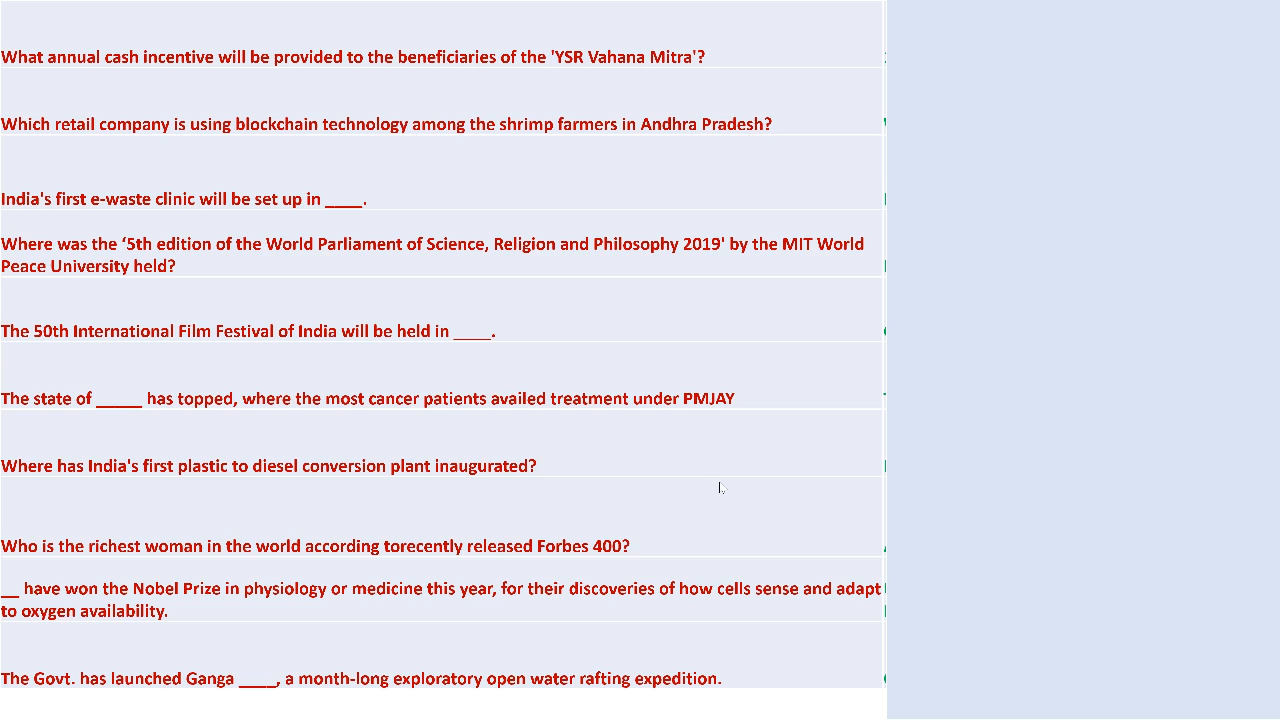 What annual cash incentive will be provided to the beneficiaries of the 'YSR Vahana Mitra'?
Which retail company is using blockchain technology among the shrimp farmers in Andhra Pradesh?
India's first e-waste clinic will be set up in ____.
Where was the ‘5th edition of the World Parliament of Science, Religion and Philosophy 2019' by the MIT World
Peace University held?
The 50th International Film Festival of India will be held in ____.
The state of _____ has topped, where the most cancer patients availed treatment under PMJAY
Where has India's first plastic to diesel conversion plant inaugurated?
Who is the richest woman in the world according torecently released Forbes 400?
__ have won the Nobel Prize in physiology or medicine this year, for their discoveries of how cells sense and adapt
to oxygen availability.
The Govt. has launched Ganga ____, a month-long exploratory open water rafting expedition.